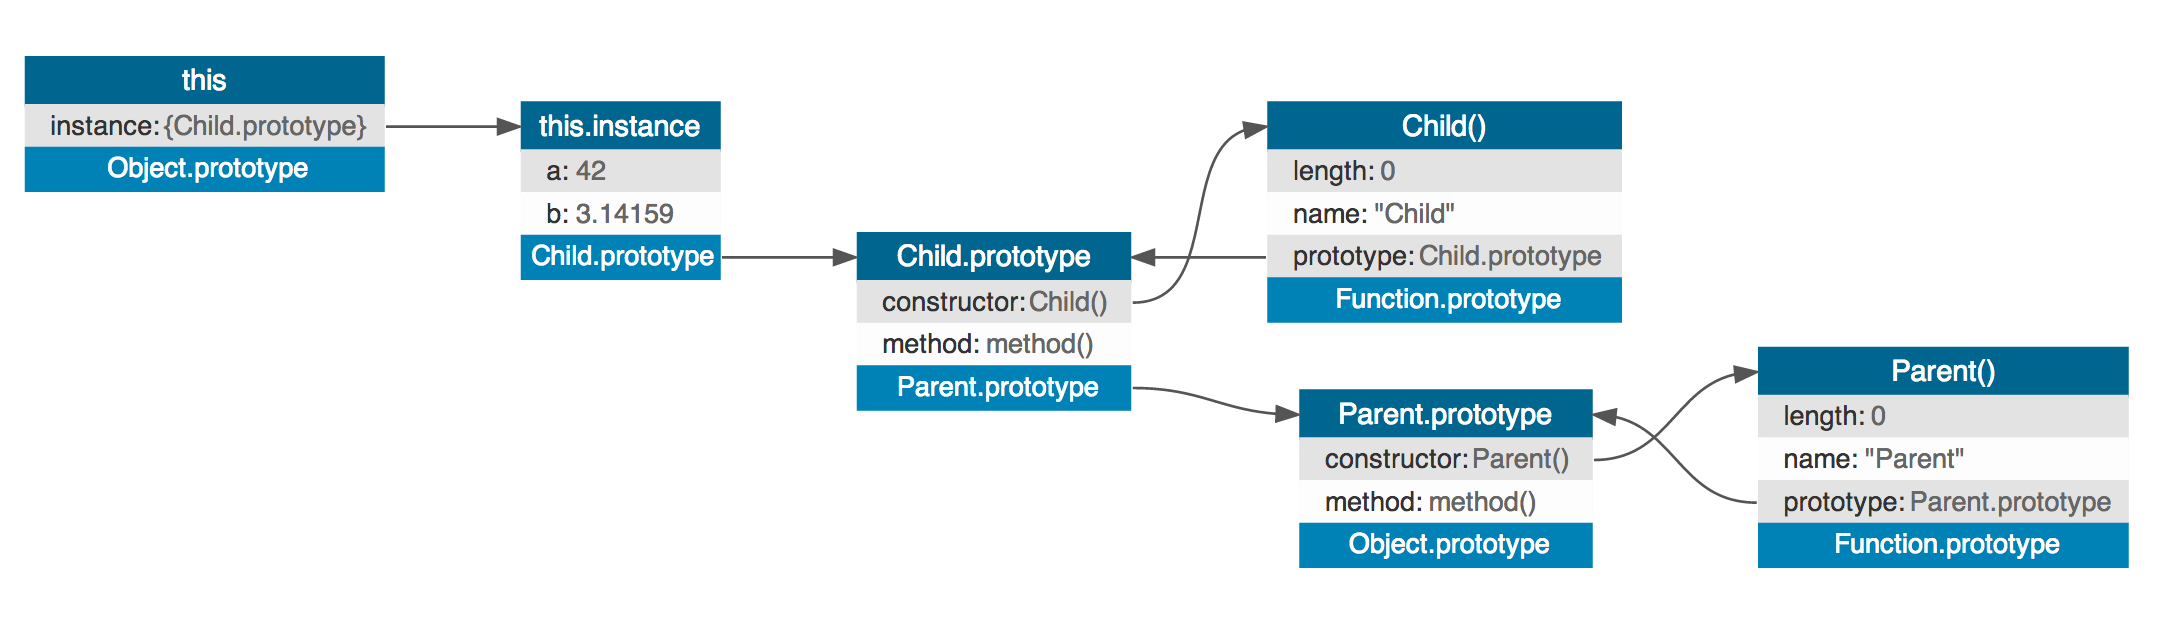 this
instance: {Child.prototype}
Object.prototype
this.instance
a: 42
b: 3.14159
Child.prototype
Child.prototype
constructor: Child()
method: method()
Parent.prototype
Child()
length: 0
name: "Child"
prototype: Child.prototype
Function.prototype
Parent.prototype
constructor: Parent()
method: method()
Object.prototype
Parent()
length: 0
name: "Parent"
prototype: Parent.prototype
Function.prototype